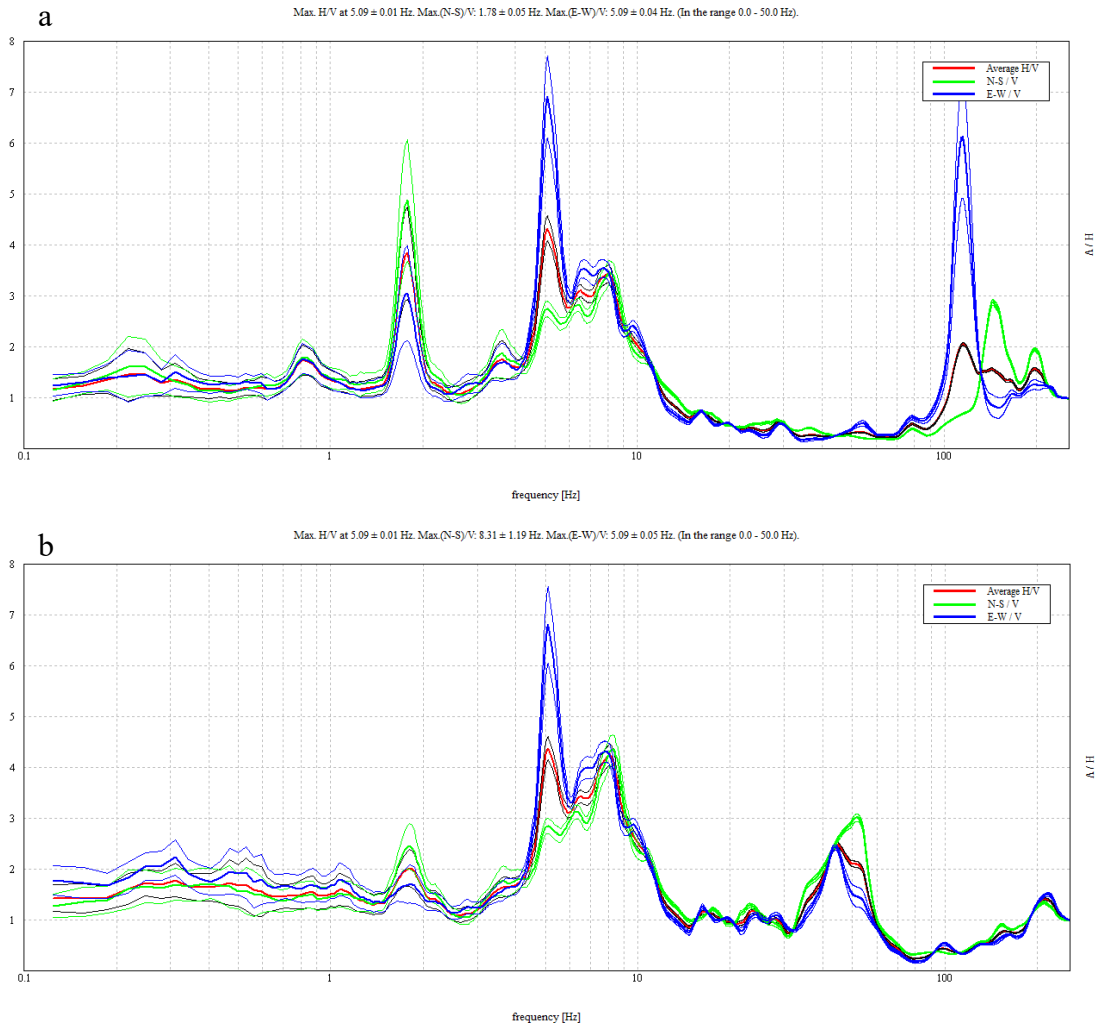 a
Max. H/V at 5.09 ± 0.01 Hz. Max.(N-S)/V: 1.78 ± 0.05 Hz. Max.(E-W)/V: 5.09 ± 0.04 Hz. (In the range 0.0 - 50.0 Hz).
8
7
6
5
4
3
2
1
Average H/V
N-S / V
E-W / V
H / V
0.1 1 10 100
frequency [Hz]
b
Max. H/V at 5.09 ± 0.01 Hz. Max.(N-S)/V: 8.31 ± 1.19 Hz. Max.(E-W)/V: 5.09 ± 0.05 Hz. (In the range 0.0 - 50.0 Hz).
8
7
6
5
4
3
2
1
Average H/V
N-S / V
E-W / V
H / V
0.1 1 10 100
frequency [Hz]